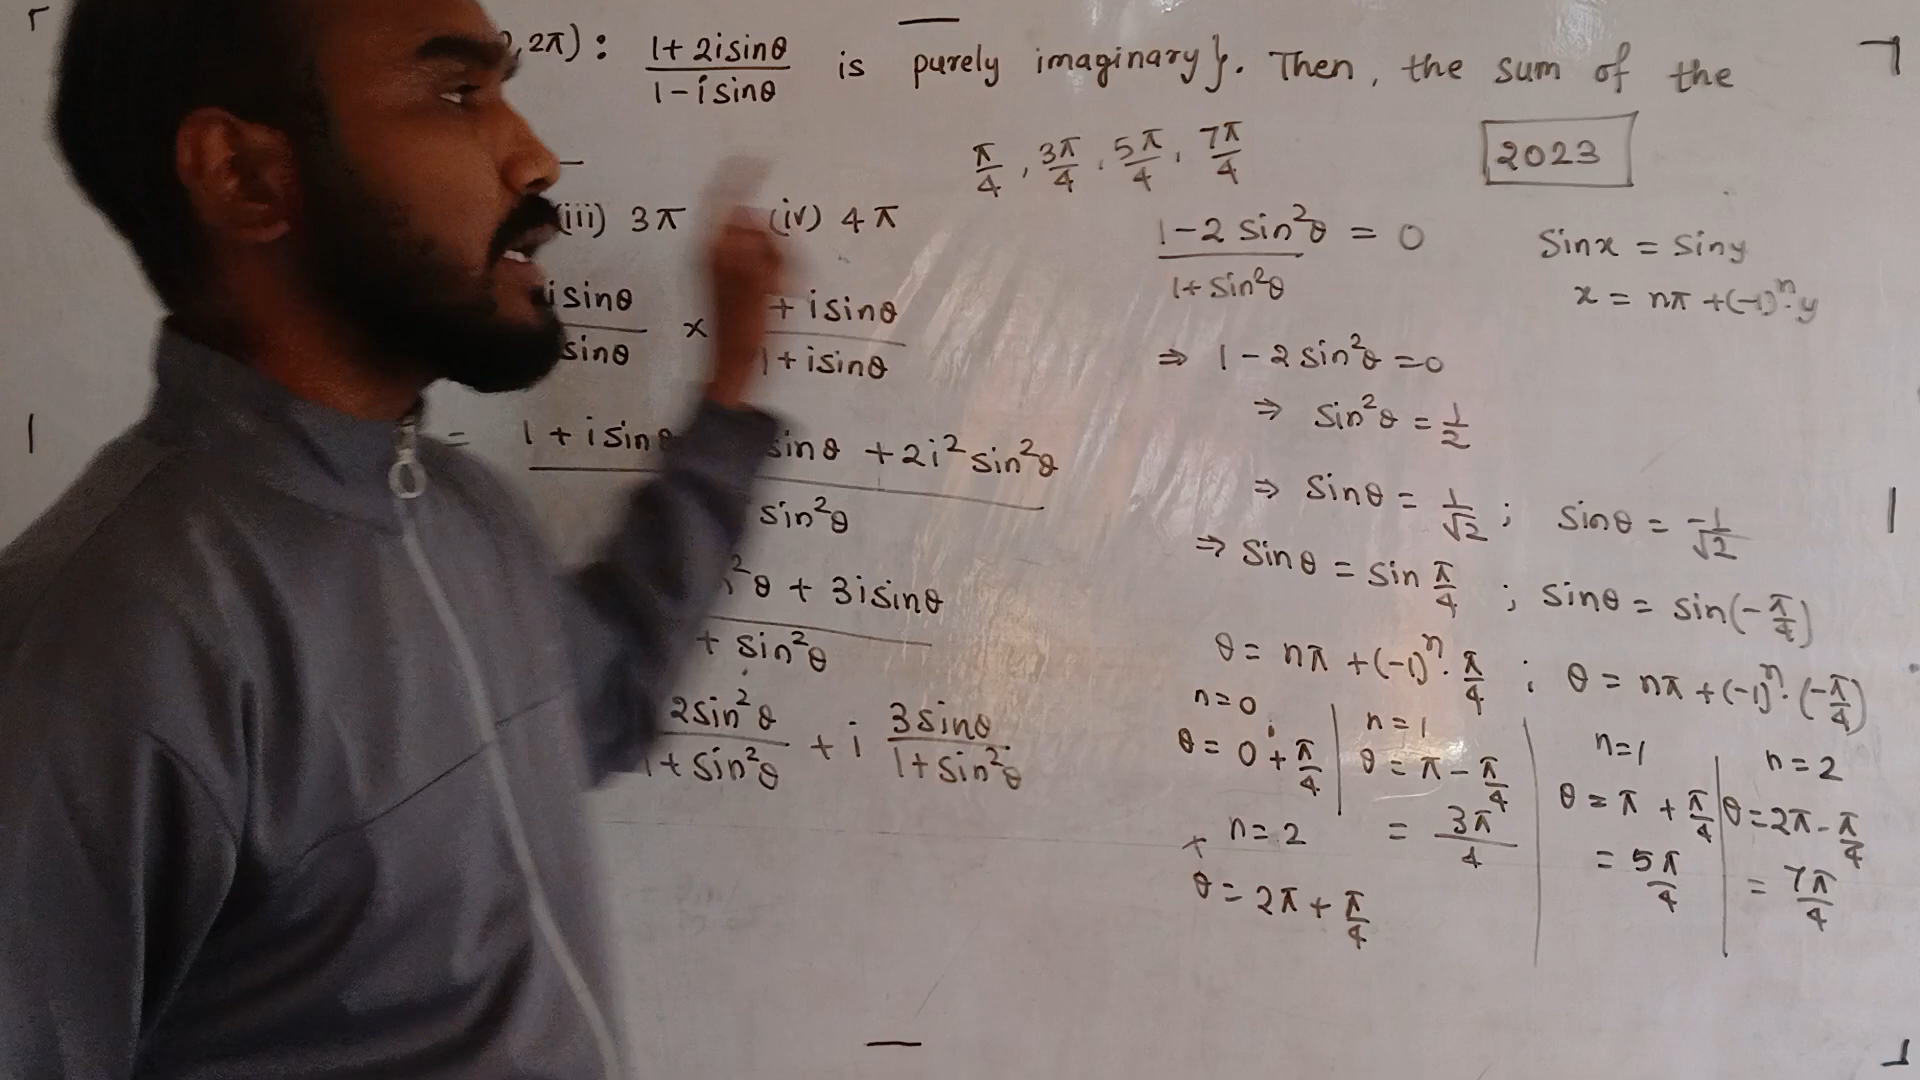 2π) : (1 + 2isinθ)/(1 - isinθ) is purely imaginary}. Then, the sum of the
π/4, 3π/4, 5π/4, 7π/4
2023
(iii) 3π (iv) 4π
isinθ/sinθ × + isinθ/1 + isinθ
= 1 + isinθ sinθ + 2i² sin²θ
sin²θ
²θ + 3isinθ
+ sin²θ
2sin²θ/1 + sin²θ + i 3sinθ/1 + sin²θ
(1 - 2sin²θ)/(1 + sin²θ) = 0
⇒ 1 - 2sin²θ = 0
⇒ sin²θ = 1/2
⇒ sinθ = 1/√2 ; sinθ = -1/√2
⇒ sinθ = sin π/4 ; sinθ = sin(-π/4)
θ = nπ + (-1)ⁿ · π/4 ; θ = nπ + (-1)ⁿ · (-π/4)
n=0,
θ = 0 + π/4
n=1
θ = π - π/4
= 3π/4
× n=2
θ = 2π + π/4
n=1
θ = π + π/4
= 5π/4
n=2
θ = 2π - π/4
= 7π/4
Sinx = Siny
x = nπ + (-1)ⁿ · y